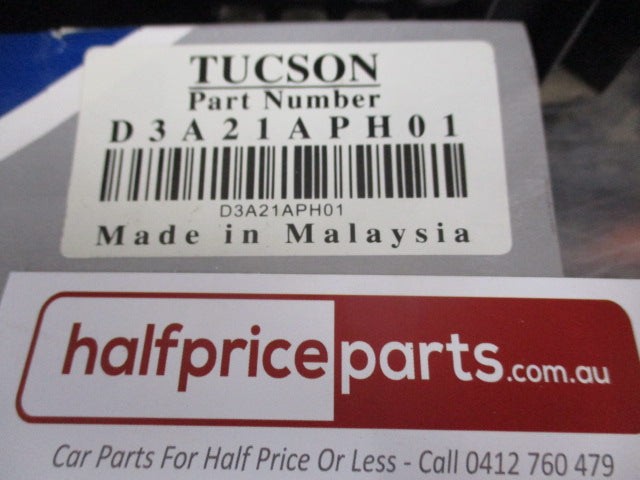 TUCSON
Part Number
D3A21APH01
D3A21APH01
Made in Malaysia
halfpriceparts.com.au
Car Parts For Half Price Or Less - Call 0412 760 479